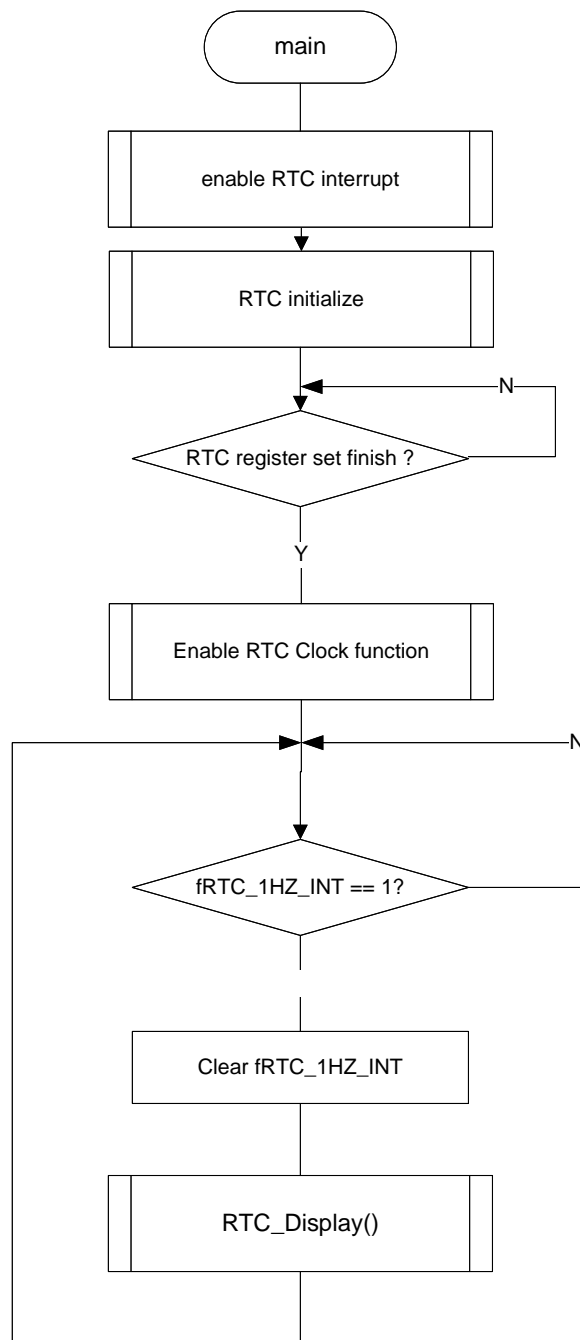 main
enable RTC interrupt
RTC initialize
N
RTC register set finish ?
Y
Enable RTC Clock function
N
fRTC_1HZ_INT == 1?
Clear fRTC_1HZ_INT
RTC_Display()